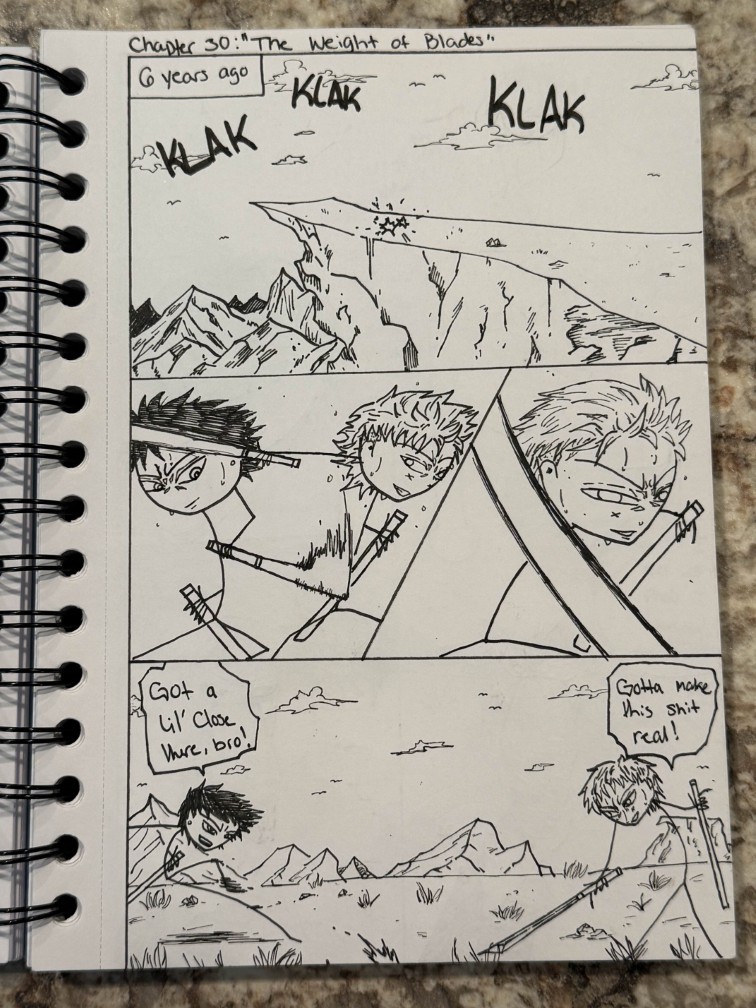 Chapter 30: "The Weight of Blades"
6 years ago
KLAK
KLAK
KLAK
Got a
Lil' Close
there, bro!
Gotta make
this shit
real!